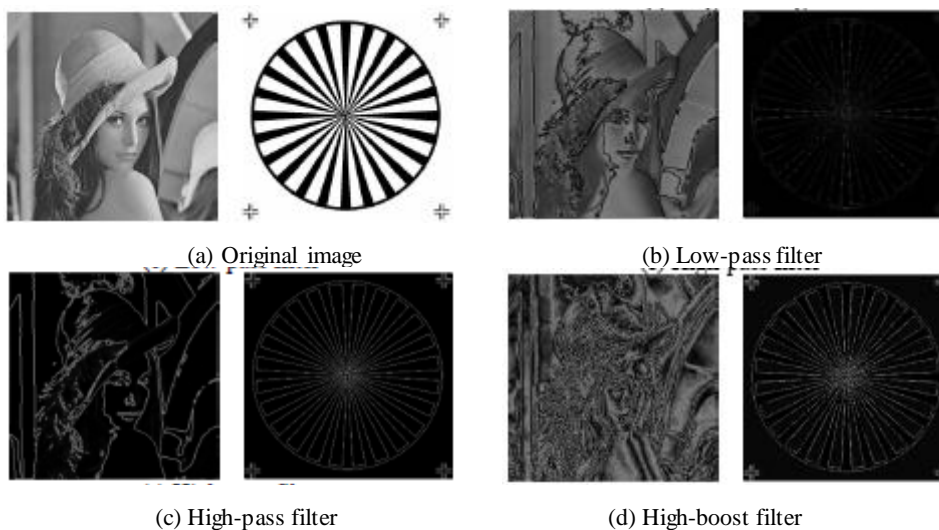 (a) Original image
(b) Low-pass filter
(c) High-pass filter
(d) High-boost filter